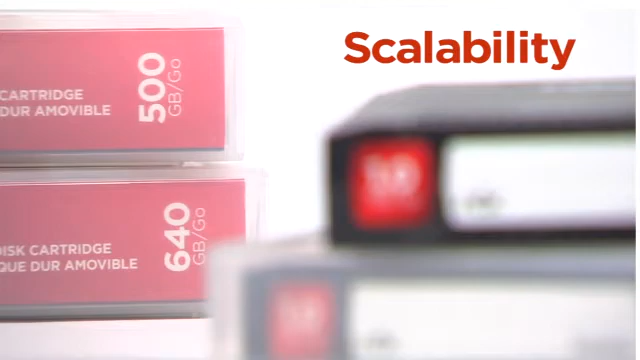 Scalability
CARTRIDGE
DUR AMOVIBLE
500
GB/Go
DISK CARTRIDGE
QUE DUR AMOVIBLE
640
GB/Go